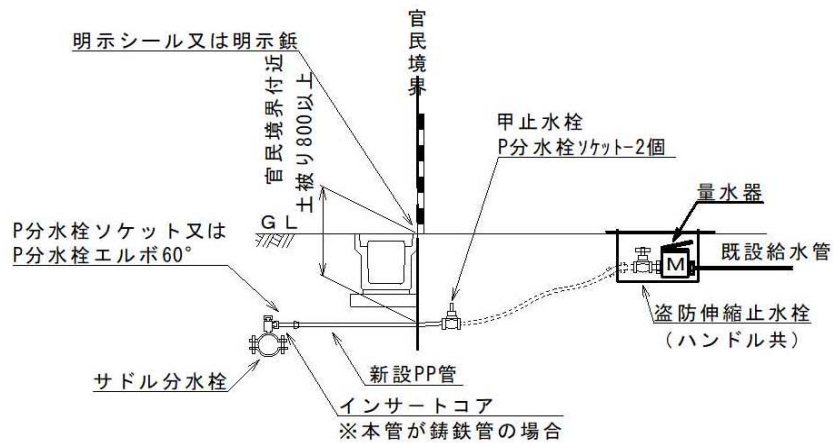 明示シール又は明示鋲
官民境界付近
土被り800以上
官民境界
甲止水栓
P分水栓ソケット-2個
量水器
GL
P分水栓ソケット又は
P分水栓エルボ60°
M
既設給水管
盗防伸縮止水栓
(ハンドル共)
サドル分水栓
新設PP管
インサートコア
※本管が鋳鉄管の場合